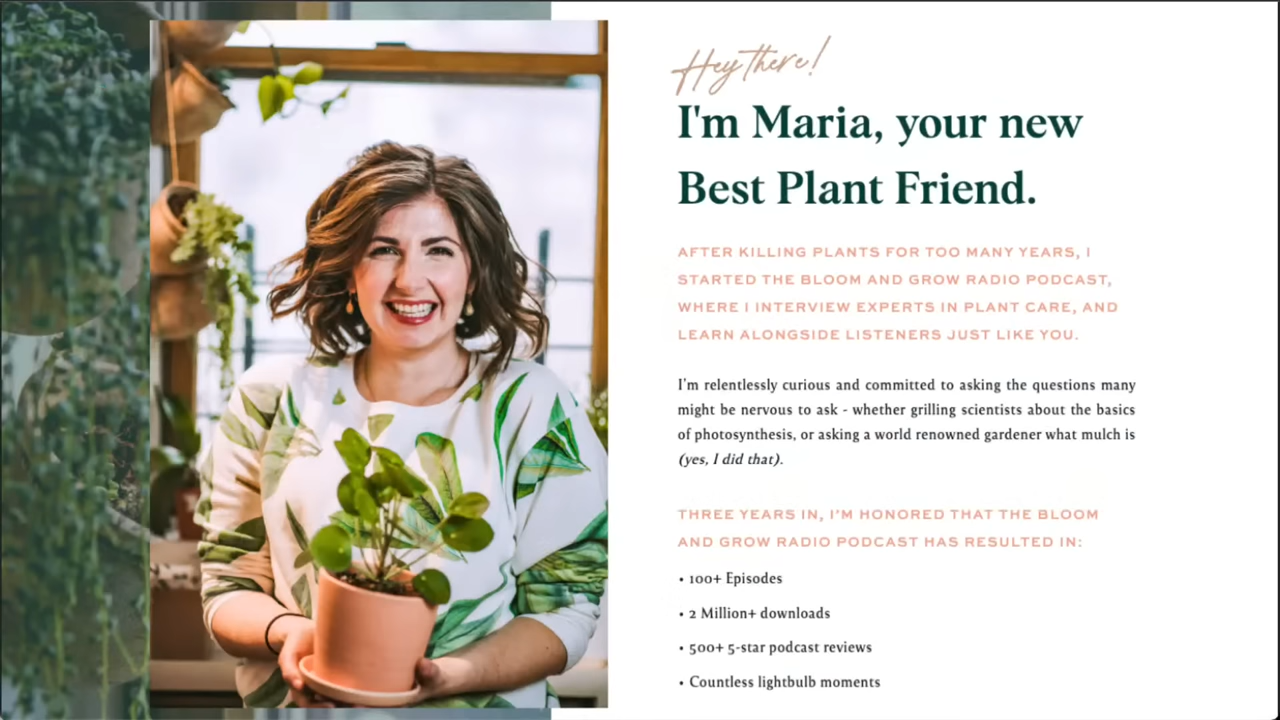 Hey there!
I'm Maria, your new
Best Plant Friend.
AFTER KILLING PLANTS FOR TOO MANY YEARS, I
STARTED THE BLOOM AND GROW RADIO PODCAST,
WHERE I INTERVIEW EXPERTS IN PLANT CARE, AND
LEARN ALONGSIDE LISTENERS JUST LIKE YOU.
I'm relentlessly curious and committed to asking the questions many
might be nervous to ask - whether grilling scientists about the basics
of photosynthesis, or asking a world renowned gardener what mulch is
(yes, I did that).
THREE YEARS IN, I'M HONORED THAT THE BLOOM
AND GROW RADIO PODCAST HAS RESULTED IN:
• 100+ Episodes
• 2 Million+ downloads
• 500+ 5-star podcast reviews
• Countless lightbulb moments